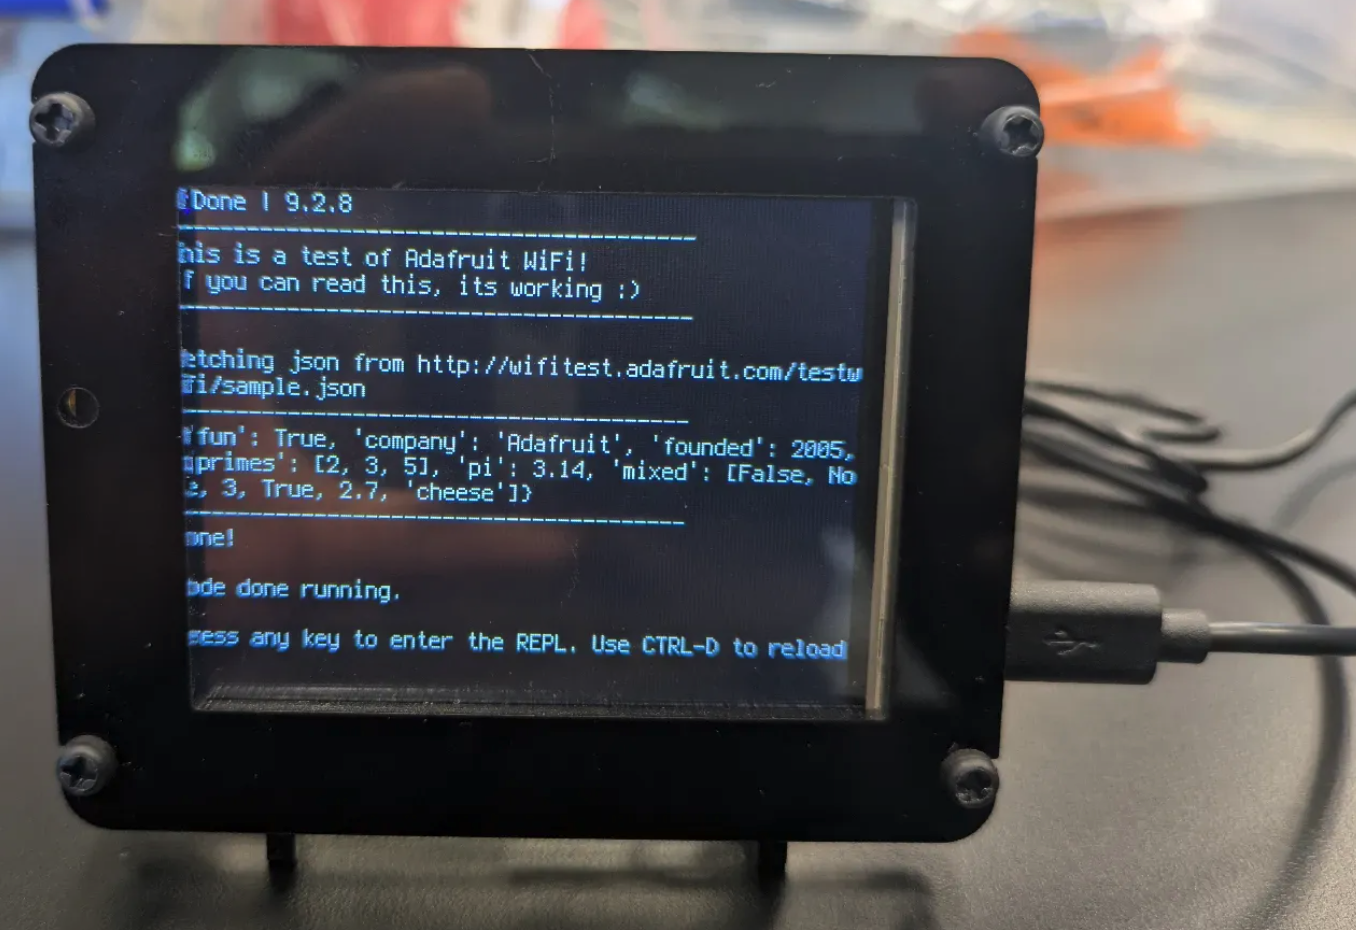 Done | 9.2.8
----------------------------------------
his is a test of Adafruit WiFi!
f you can read this, its working :)
----------------------------------------
etching json from http://wifitest.adafruit.com/testw
fi/sample.json
----------------------------------------
'fun': True, 'company': 'Adafruit', 'founded': 2005,
primes': [2, 3, 5], 'pi': 3.14, 'mixed': [False, No
e, 3, True, 2.7, 'cheese']}
----------------------------------------
one!
ode done running.
ess any key to enter the REPL. Use CTRL-D to reload